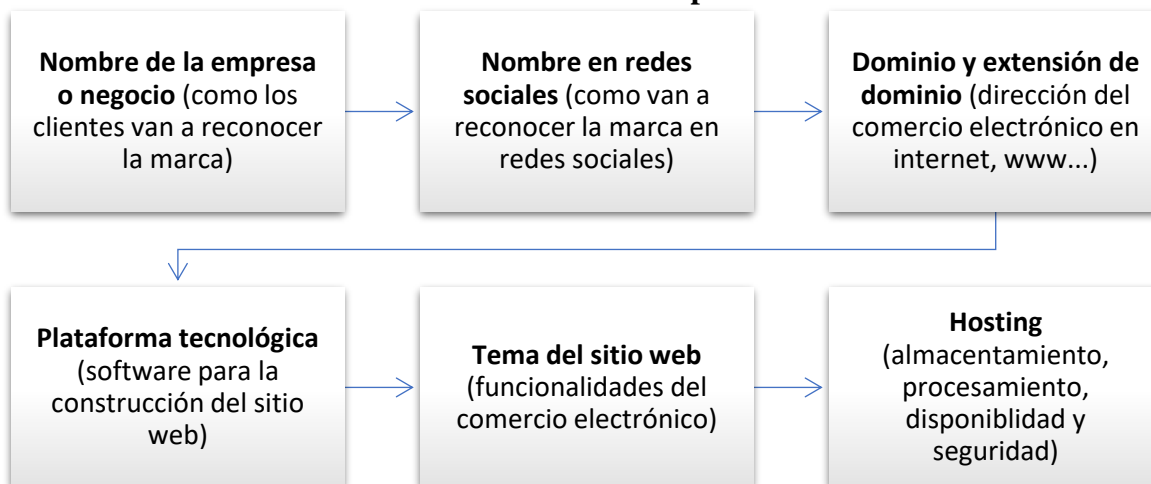 Nombre de la empresa
o negocio (como los
clientes van a reconocer
la marca)
Nombre en redes
sociales (como van a
reconocer la marca en
redes sociales)
Dominio y extensión de
dominio (dirección del
comercio electrónico en
internet, www...)
Plataforma tecnológica
(software para la
construcción del sitio
web)
Tema del sitio web
(funcionalidades del
comercio electrónico)
Hosting
(almacentamiento,
procesamiento,
disponiblidad y
seguridad)